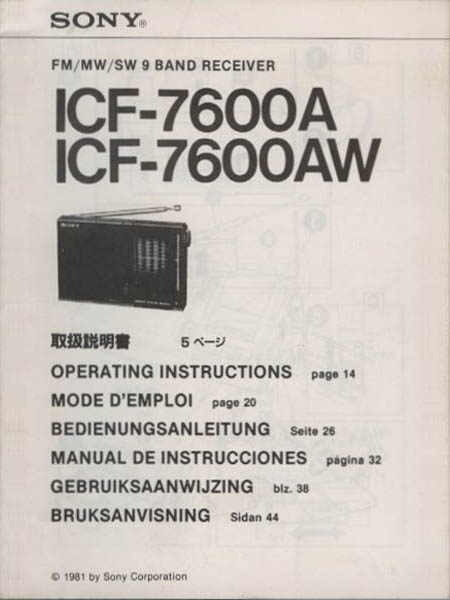 SONY®
FM/MW/SW 9 BAND RECEIVER
ICF-7600A
ICF-7600AW
SONY
取扱説明書 5ページ
OPERATING INSTRUCTIONS page 14
MODE D'EMPLOI page 20
BEDIENUNGSANLEITUNG Seite 26
MANUAL DE INSTRUCCIONES página 32
GEBRUIKSAANWIJZING blz. 38
BRUKSANVISNING Sidan 44
© 1981 by Sony Corporation